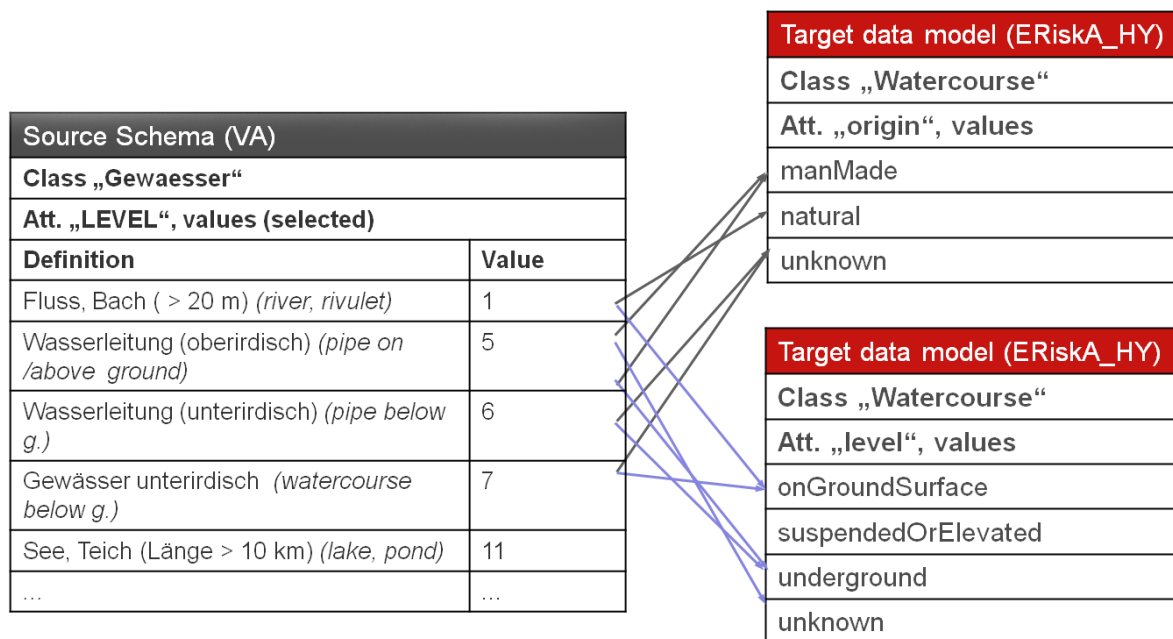 Source Schema (VA)
Class „Gewaesser“
Att. „LEVEL“, values (selected)
Definition Value
Fluss, Bach ( > 20 m) (river, rivulet) 1
Wasserleitung (oberirdisch) (pipe on 5
/above ground)
Wasserleitung (unterirdisch) (pipe below 6
g.)
Gewässer unterirdisch (watercourse 7
below g.)
See, Teich (Länge > 10 km) (lake, pond) 11
... ...
Target data model (ERiskA_HY)
Class „Watercourse“
Att. „origin“, values
manMade
natural
unknown
Target data model (ERiskA_HY)
Class „Watercourse“
Att. „level“, values
onGroundSurface
suspendedOrElevated
underground
unknown